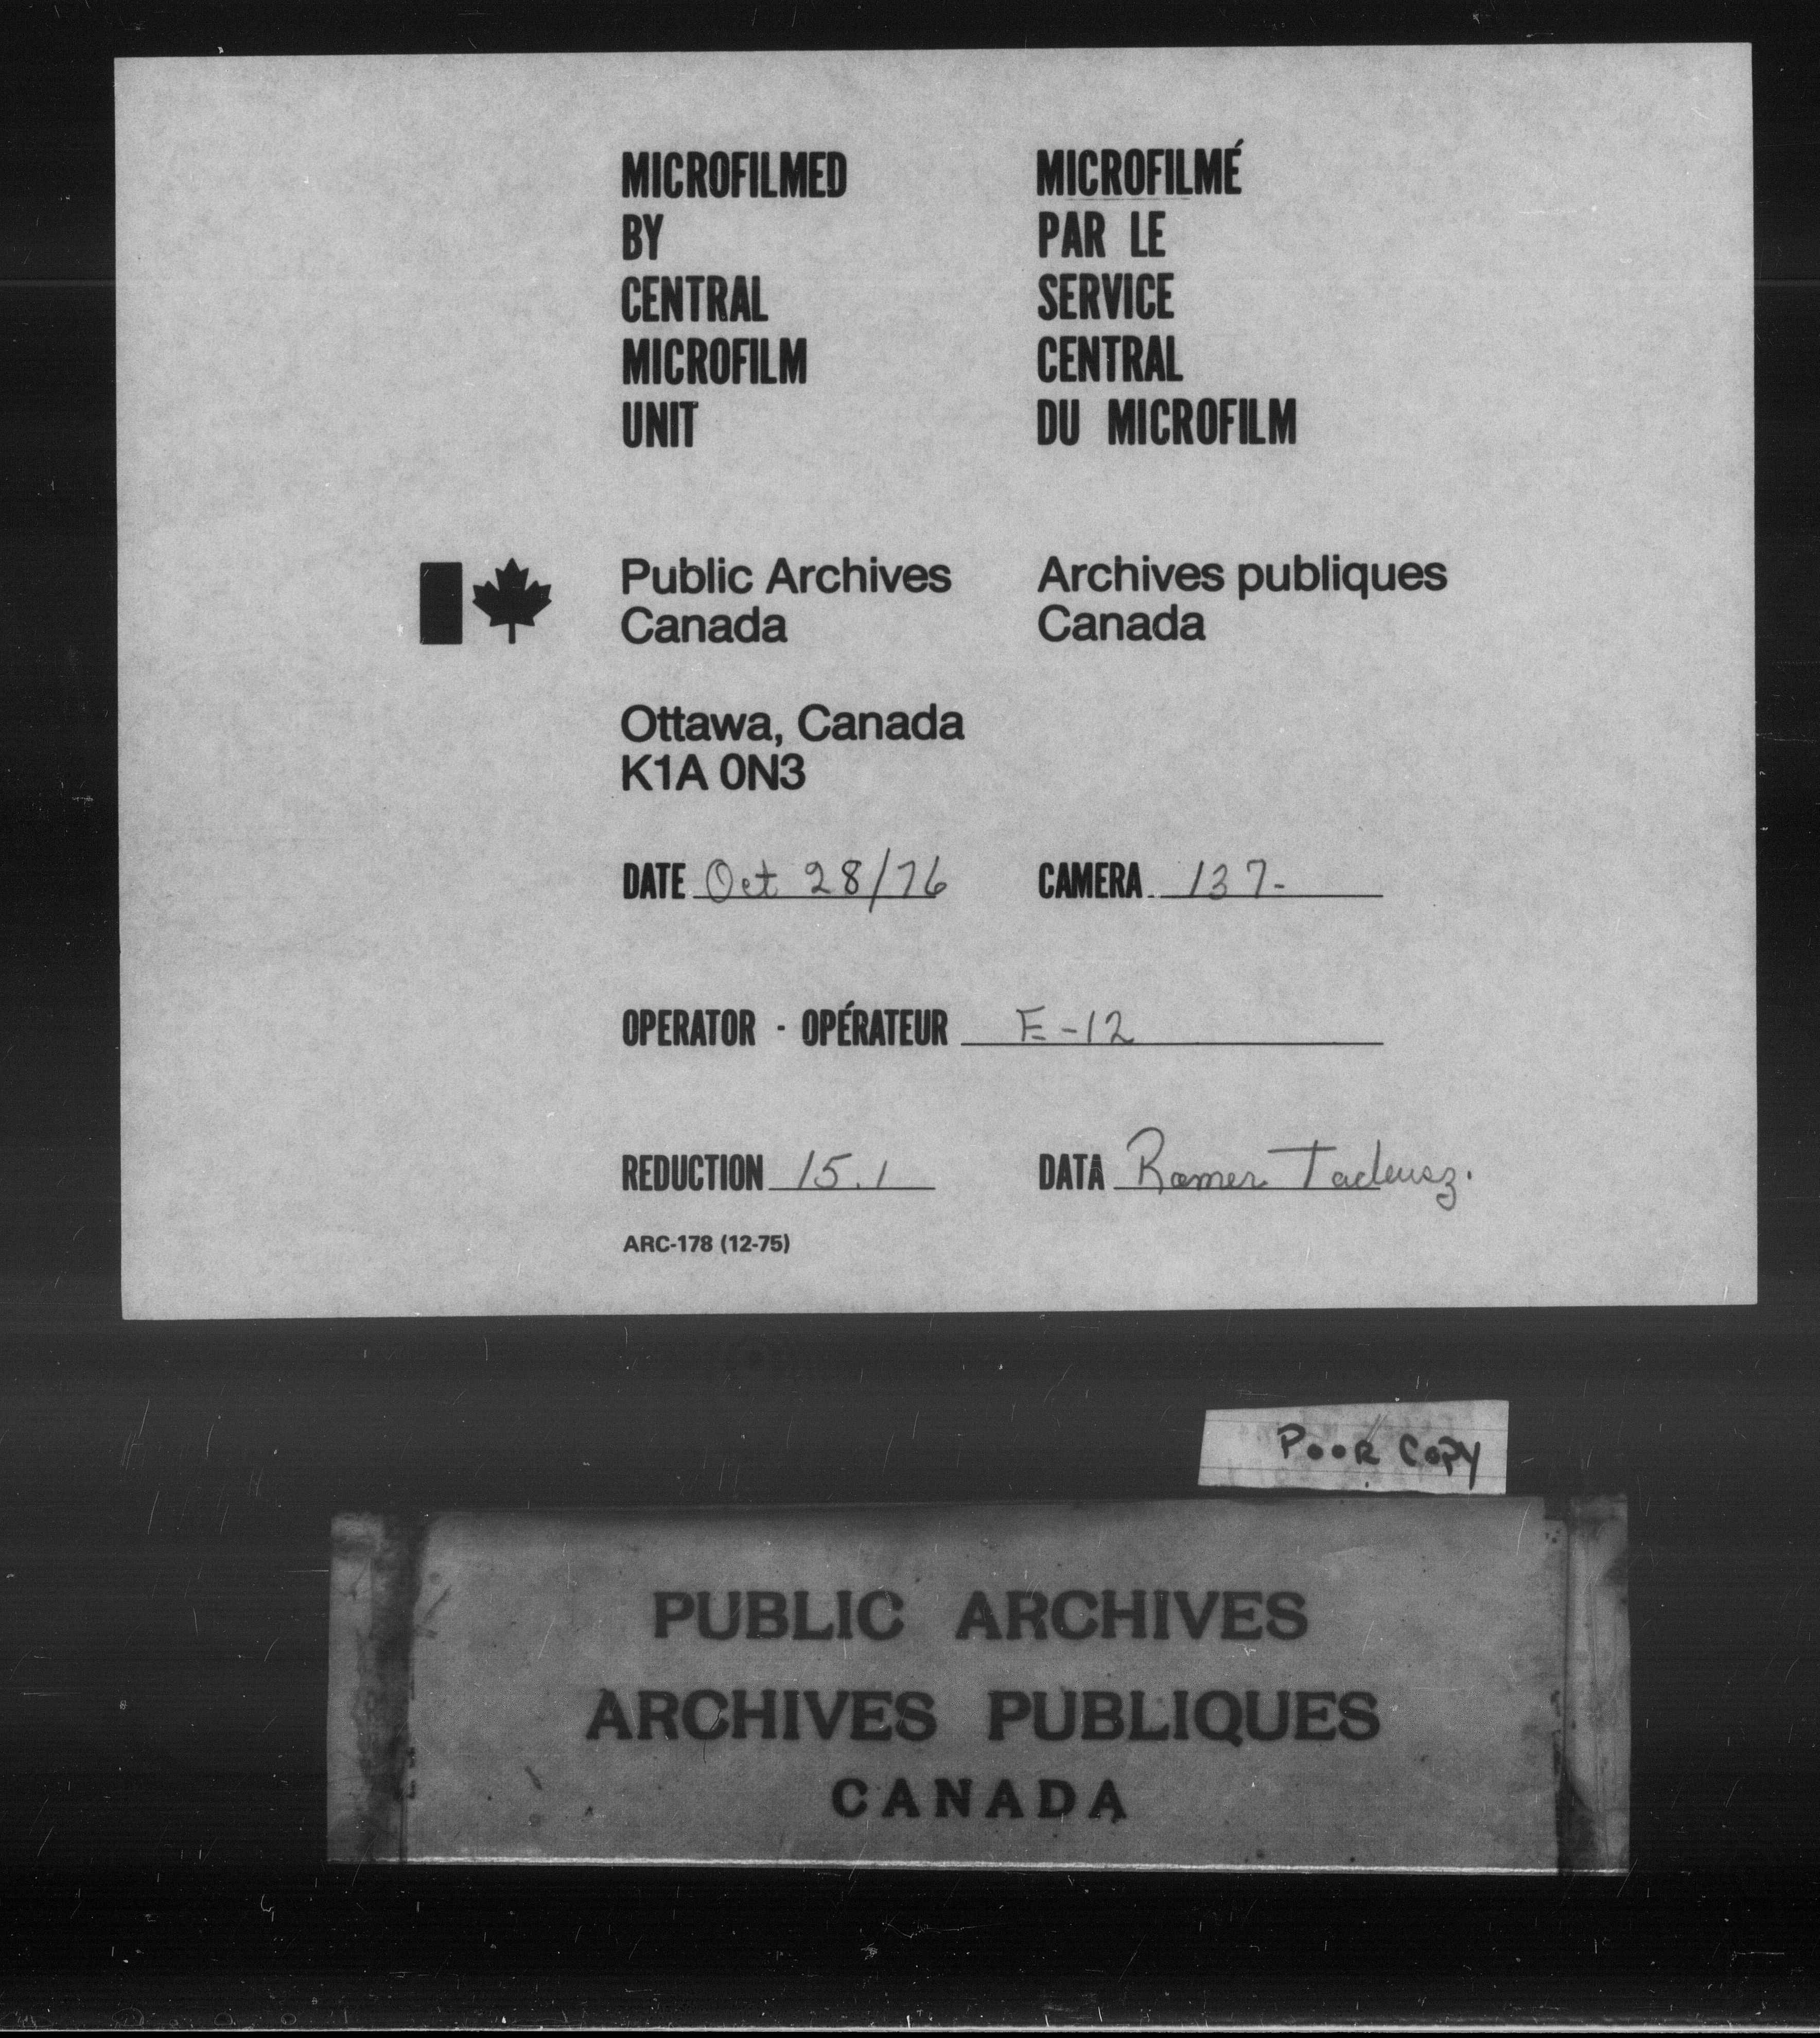 MICROFILMED
BY
CENTRAL
MICROFILM
UNIT
MICROFILMÉ
PAR LE
SERVICE
CENTRAL
DU MICROFILM
Public Archives
Canada
Archives publiques
Canada
Ottawa, Canada
K1A 0N3
DATE Oct 28/76 CAMERA 137-
OPERATOR - OPÉRATEUR E-12
REDUCTION 15.1 DATA Romer Tadeusz.
ARC-178 (12-75)
POOR COPY
PUBLIC ARCHIVES
ARCHIVES PUBLIQUES
CANADA